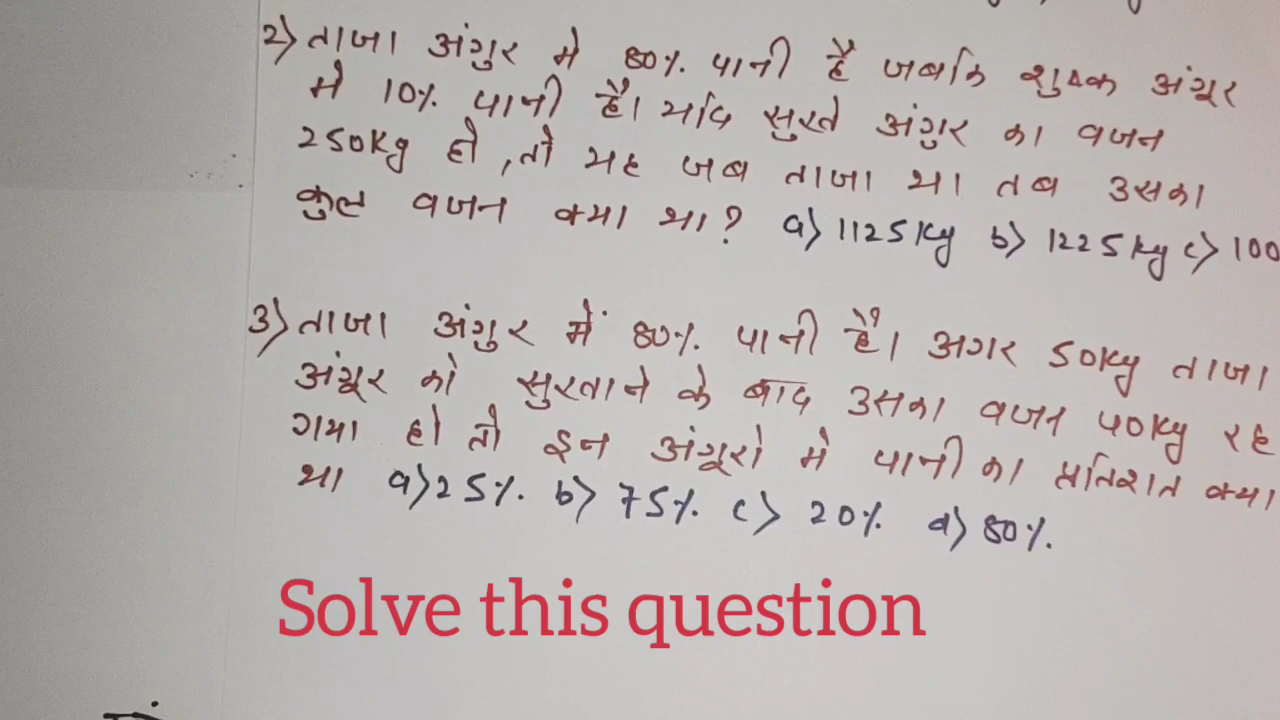 2) ताजा अंगुर मे 80% पानी है जबकि शुष्क अंगूर
मे 10% पानी है। यदि सुखे अंगुर का वजन
250kg हो, तो यह जब ताजा था तब उसका
कुल वजन क्या था? a) 1125kg b) 1225kg c) 100
3) ताजा अंगुर में 80% पानी है। अगर 50kg ताजा
अंगूर को सुखाने के बाद उसका वजन 40kg रह
गया हो तो इन अंगूरो मे पानी का प्रतिशत क्या
था a) 25% b) 75% c) 20% d) 80%.
Solve this question